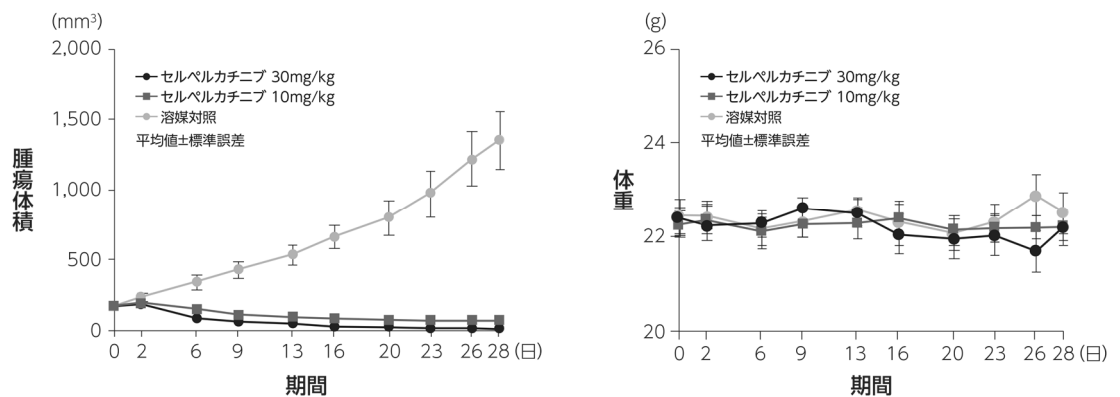 (mm³)
2,000
1,500
1,000
500
0
腫瘍体積
セルペルカチニブ 30mg/kg
セルペルカチニブ 10mg/kg
溶媒対照
平均値±標準誤差
0 2 6 9 13 16 20 23 26 28 (日)
期間
(g)
26
24
22
20
体重
セルペルカチニブ 30mg/kg
セルペルカチニブ 10mg/kg
溶媒対照
平均値±標準誤差
0 2 6 9 13 16 20 23 26 28 (日)
期間